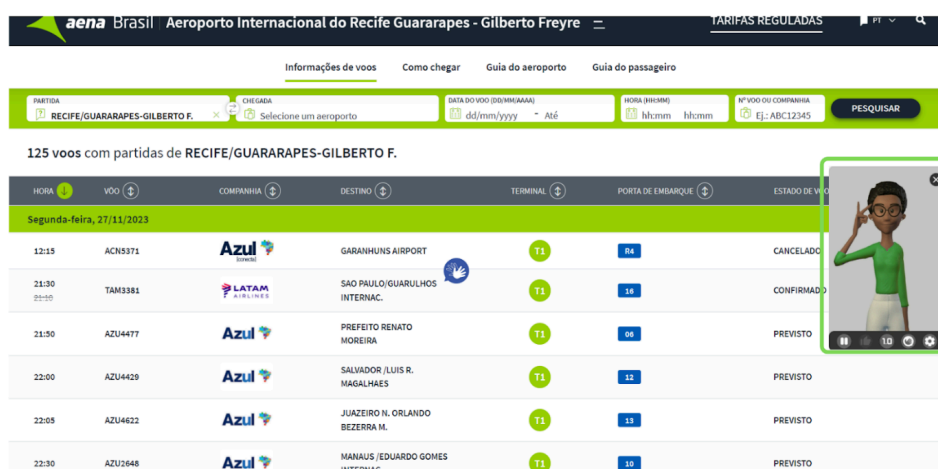 aena Brasil Aeroporto Internacional do Recife Guararapes - Gilberto Freyre TARIFAS REGULADAS PT
Informações de voos Como chegar Guia do aeroporto Guia do passageiro
PARTIDA CHEGADA DATA DO VOO (DD/MM/AAAA) HORA (HH:MM) Nº VOO OU COMPANHIA
RECIFE/GUARARAPES-GILBERTO F. × Selecione um aeroporto dd/mm/yyyy - Até hh:mm hh:mm Ej.: ABC12345 PESQUISAR
125 voos com partidas de RECIFE/GUARARAPES-GILBERTO F.
HORA VÔO COMPANHIA DESTINO TERMINAL PORTA DE EMBARQUE ESTADO DE VOO
Segunda-feira, 27/11/2023
12:15 ACN5371 Azul GARANHUNS AIRPORT T1 R4 CANCELADO
21:30 21:10 TAM3381 LATAM AIRLINES SAO PAULO/GUARULHOS INTERNAC. T1 16 CONFIRMADO
21:50 AZU4477 Azul PREFEITO RENATO MOREIRA T1 06 PREVISTO
22:00 AZU4429 Azul SALVADOR /LUIS R. MAGALHAES T1 12 PREVISTO
22:05 AZU4622 Azul JUAZEIRO N. ORLANDO BEZERRA M. T1 13 PREVISTO
22:30 AZU2648 Azul MANAUS /EDUARDO GOMES INTERNAC. T1 10 PREVISTO
1.0